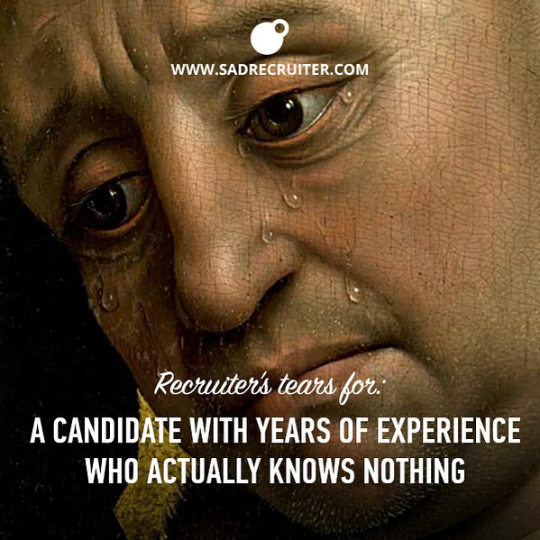 WWW.SADRECRUITER.COM
Recruiter's tears for:
A CANDIDATE WITH YEARS OF EXPERIENCE
WHO ACTUALLY KNOWS NOTHING